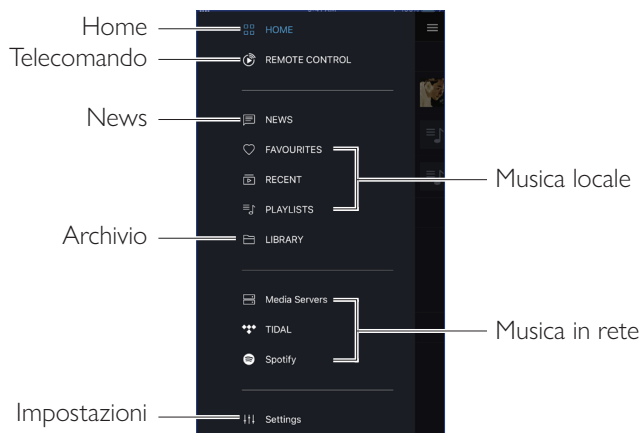 Home
HOME
Telecomando
REMOTE CONTROL
News
NEWS
FAVOURITES
RECENT
Musica locale
PLAYLISTS
Archivio
LIBRARY
Media Servers
TIDAL
Musica in rete
Spotify
Impostazioni
Settings